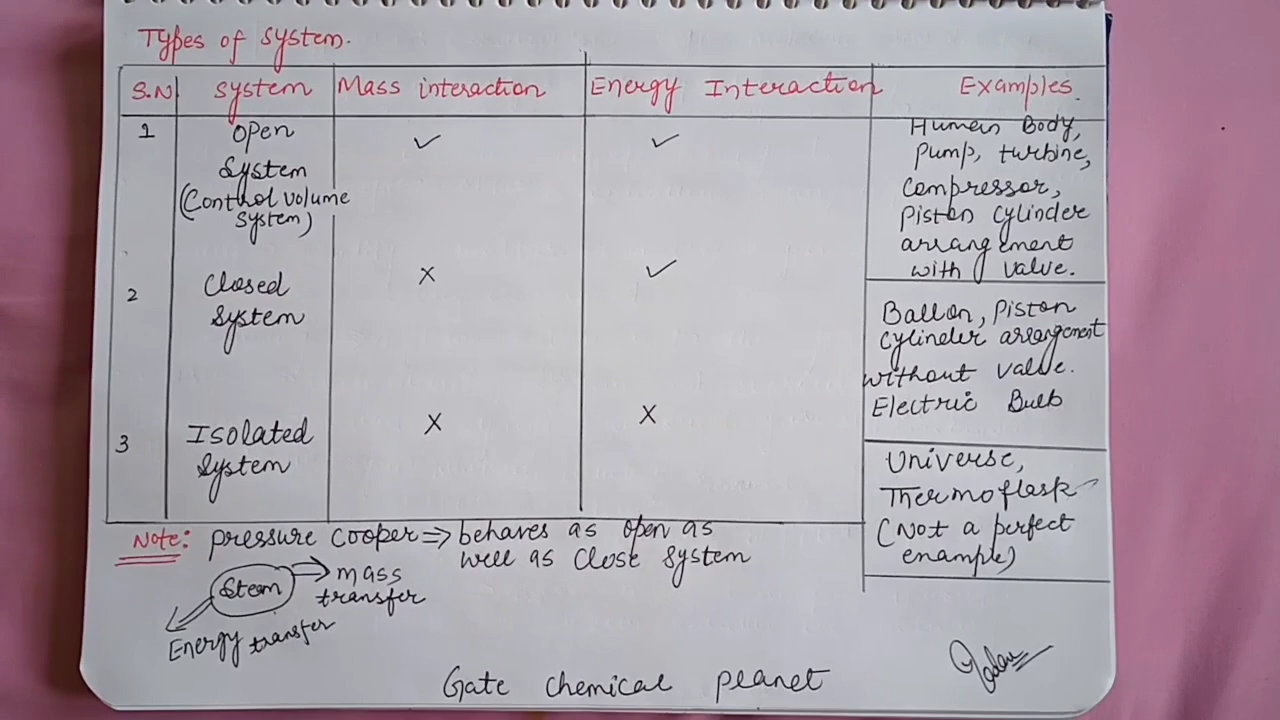 Types of System.
S.N System Mass interaction Energy Interaction Examples.
1 Open System (Control volume System) ✓ ✓ Human Body, pump, turbine, compressor, Piston cylinder arrangement with valve.
2 Closed System × ✓ Ballon, Piston Cylinder arrangement without valve. Electric Bulb
3 Isolated System × × Universe, Thermoflask (Not a perfect enample)
Note: pressure cooper ⇒ behaves as open as
well as close system
Steam → mass transfer
Energy transfer
Gate chemical planet